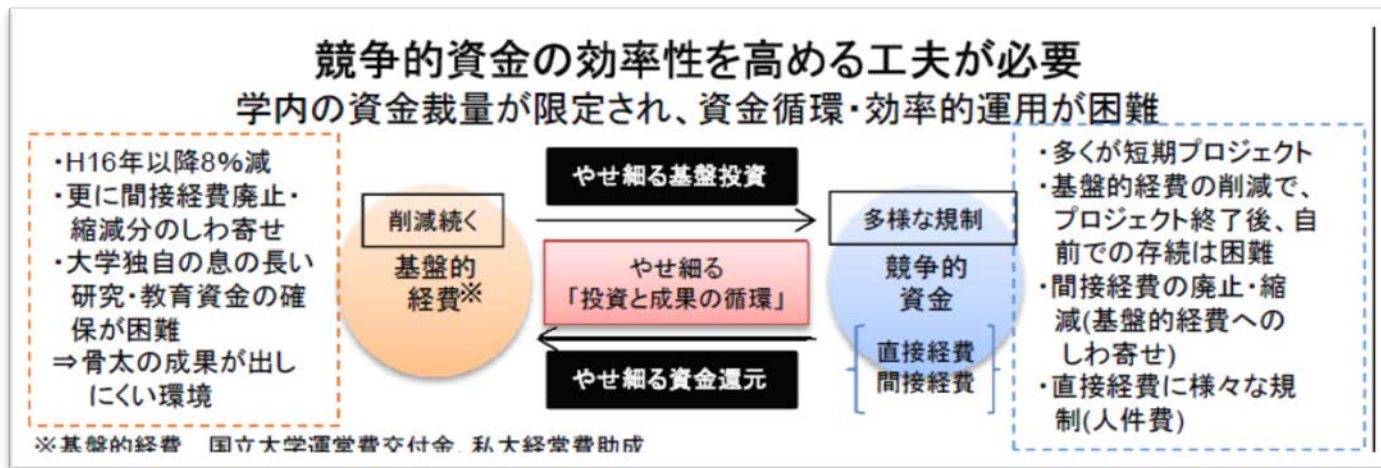 競争的資金の効率性を高める工夫が必要
学内の資金裁量が限定され、資金循環・効率的運用が困難
・H16年以降8%減
・更に間接経費廃止・
縮減分のしわ寄せ
・大学独自の息の長い
研究・教育資金の確
保が困難
⇒骨太の成果が出し
にくい環境
削減続く
基盤的
経費※
やせ細る基盤投資
やせ細る
「投資と成果の循環」
やせ細る資金還元
多様な規制
競争的
資金
直接経費
間接経費
・多くが短期プロジェクト
・基盤的経費の削減で、
プロジェクト終了後、自
前での存続は困難
・間接経費の廃止・縮
減(基盤的経費への
しわ寄せ)
・直接経費に様々な規
制(人件費)
※基盤的経費 国立大学運営費交付金、私大経常費助成